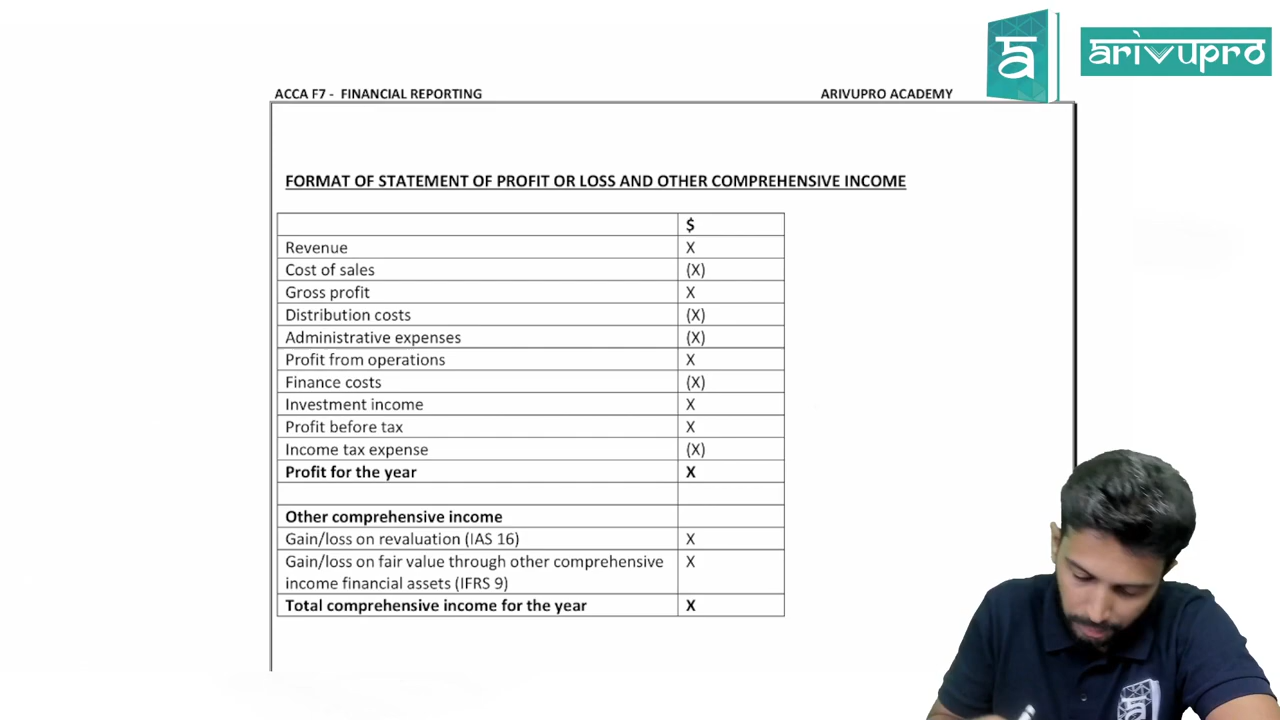 arivupro
ACCA F7 - FINANCIAL REPORTING ARIVUPRO ACADEMY
FORMAT OF STATEMENT OF PROFIT OR LOSS AND OTHER COMPREHENSIVE INCOME
$
Revenue X
Cost of sales (X)
Gross profit X
Distribution costs (X)
Administrative expenses (X)
Profit from operations X
Finance costs (X)
Investment income X
Profit before tax X
Income tax expense (X)
Profit for the year X
Other comprehensive income
Gain/loss on revaluation (IAS 16) X
Gain/loss on fair value through other comprehensive X
income financial assets (IFRS 9)
Total comprehensive income for the year X